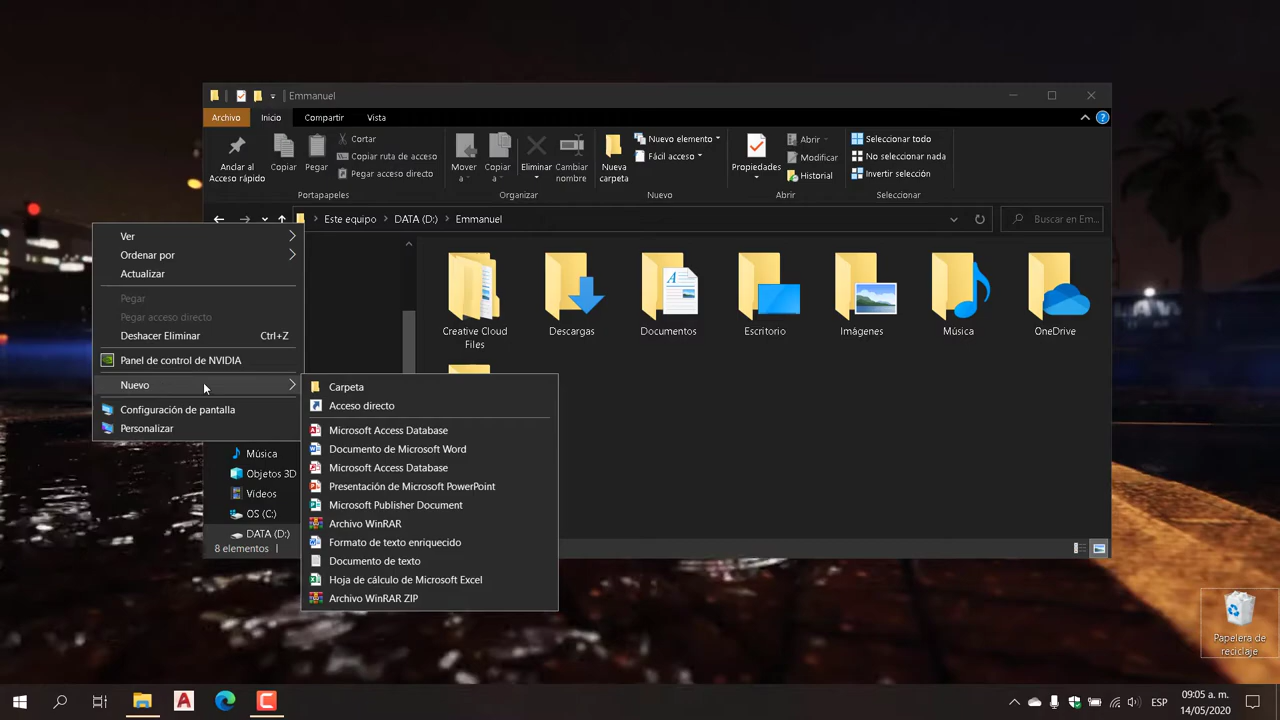 Emmanuel
Archivo
Inicio
Compartir
Vista
Anclar al
Acceso rápido
Copiar
Pegar
Cortar
Copiar ruta de acceso
Pegar acceso directo
Portapapeles
Mover
a
Copiar
a
Eliminar
Cambiar
nombre
Organizar
Nueva
carpeta
Nuevo elemento
Fácil acceso
Nuevo
Propiedades
Abrir
Modificar
Historial
Abrir
Seleccionar todo
No seleccionar nada
Invertir selección
Seleccionar
Este equipo
DATA (D:)
Emmanuel
Buscar en Em...
Ver
Ordenar por
Actualizar
Pegar
Pegar acceso directo
Deshacer Eliminar Ctrl+Z
Panel de control de NVIDIA
Nuevo
Configuración de pantalla
Personalizar
Carpeta
Acceso directo
Microsoft Access Database
Documento de Microsoft Word
Microsoft Access Database
Presentación de Microsoft PowerPoint
Microsoft Publisher Document
Archivo WinRAR
Formato de texto enriquecido
Documento de texto
Hoja de cálculo de Microsoft Excel
Archivo WinRAR ZIP
Creative Cloud
Files
Descargas
Documentos
Escritorio
Imágenes
Música
OneDrive
Música
Objetos 3D
Vídeos
OS (C:)
DATA (D:)
8 elementos
Papelera de
reciclaje
ESP
09:05 a. m.
14/05/2020